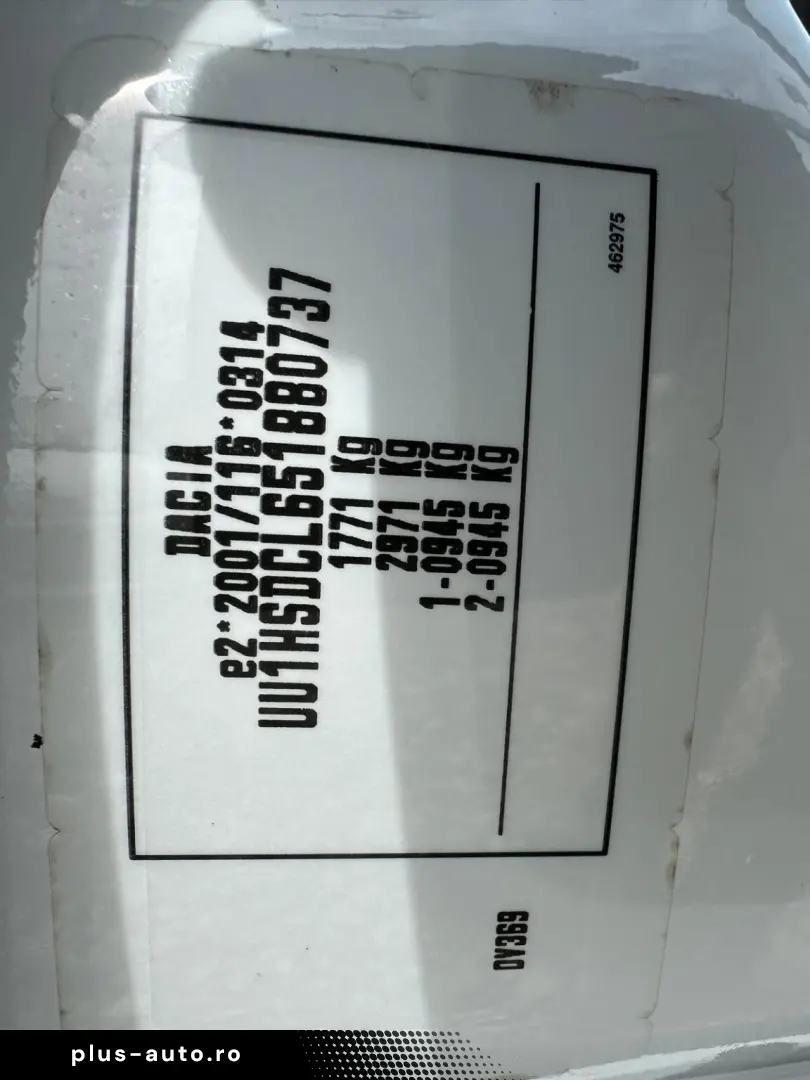 DACIA
e2*2001/116*0314
UU1HSDCL651880737
1771 Kg
2971 Kg
1-0945 Kg
2-0945 Kg
462975
OV369
plus-auto.ro